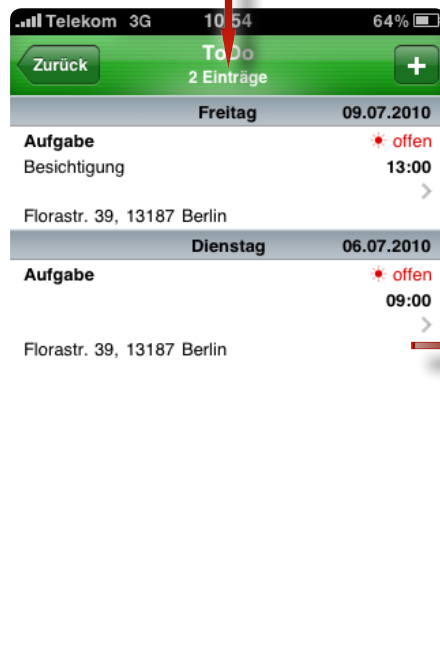 Telekom 3G 10:54 64%
Zurück
ToDo
2 Einträge
+
Freitag 09.07.2010
Aufgabe offen
Besichtigung 13:00
Florastr. 39, 13187 Berlin
Dienstag 06.07.2010
Aufgabe offen
09:00
Florastr. 39, 13187 Berlin